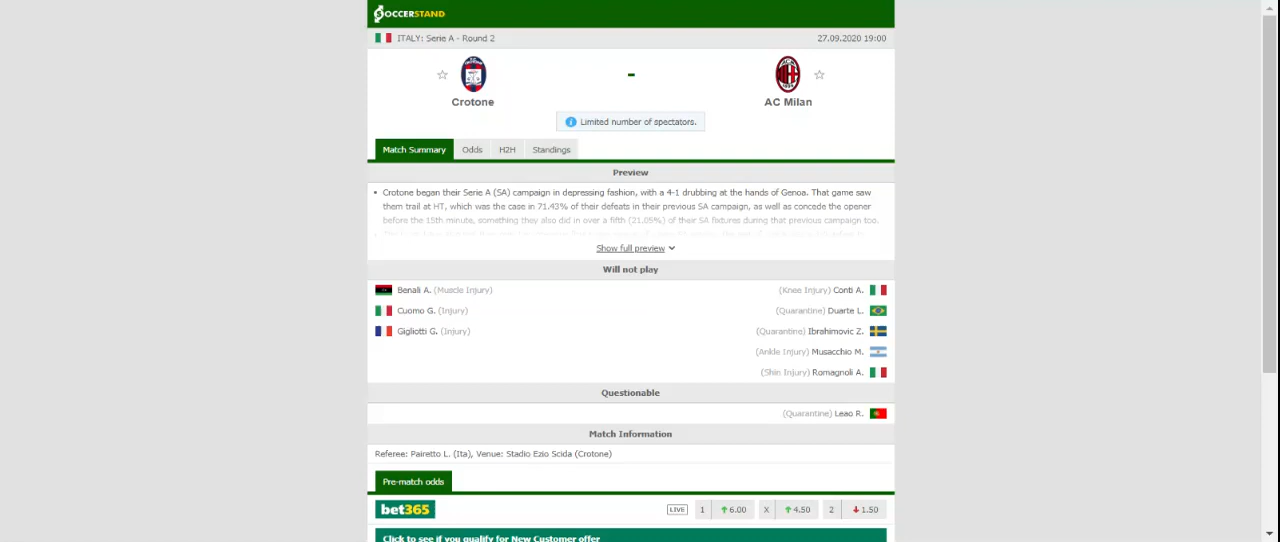 SOCCERSTAND
ITALY: Serie A - Round 2 27.09.2020 19:00
-
Crotone AC Milan
Limited number of spectators.
Match Summary Odds H2H Standings
Preview
Crotone began their Serie A (SA) campaign in depressing fashion, with a 4-1 drubbing at the hands of Genoa. That game saw
them trail at HT, which was the case in 71.43% of their defeats in their previous SA campaign, as well as concede the opener
before the 15th minute, something they also did in over a fifth (21.05%) of their SA fixtures during that previous campaign too.
Show full preview
Will not play
Benali A. (Muscle Injury) (Knee Injury) Conti A.
Cuomo G. (Injury) (Quarantine) Duarte L.
Gigliotti G. (Injury) (Quarantine) Ibrahimovic Z.
(Ankle Injury) Musacchio M.
(Shin Injury) Romagnoli A.
Questionable
(Quarantine) Leao R.
Match Information
Referee: Pairetto L. (Ita), Venue: Stadio Ezio Scida (Crotone)
Pre-match odds
bet365 LIVE 1 6.00 X 4.50 2 1.50
Click to see if you qualify for New Customer offer